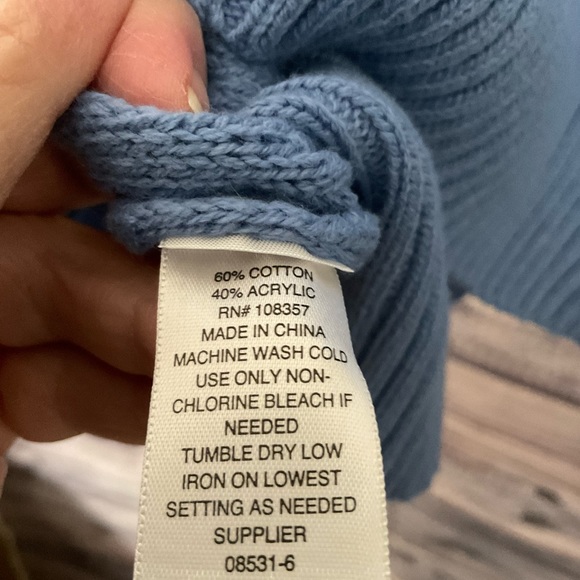 60% COTTON
40% ACRYLIC
RN# 108357
MADE IN CHINA
MACHINE WASH COLD
USE ONLY NON-
CHLORINE BLEACH IF
NEEDED
TUMBLE DRY LOW
IRON ON LOWEST
SETTING AS NEEDED
SUPPLIER
08531-6